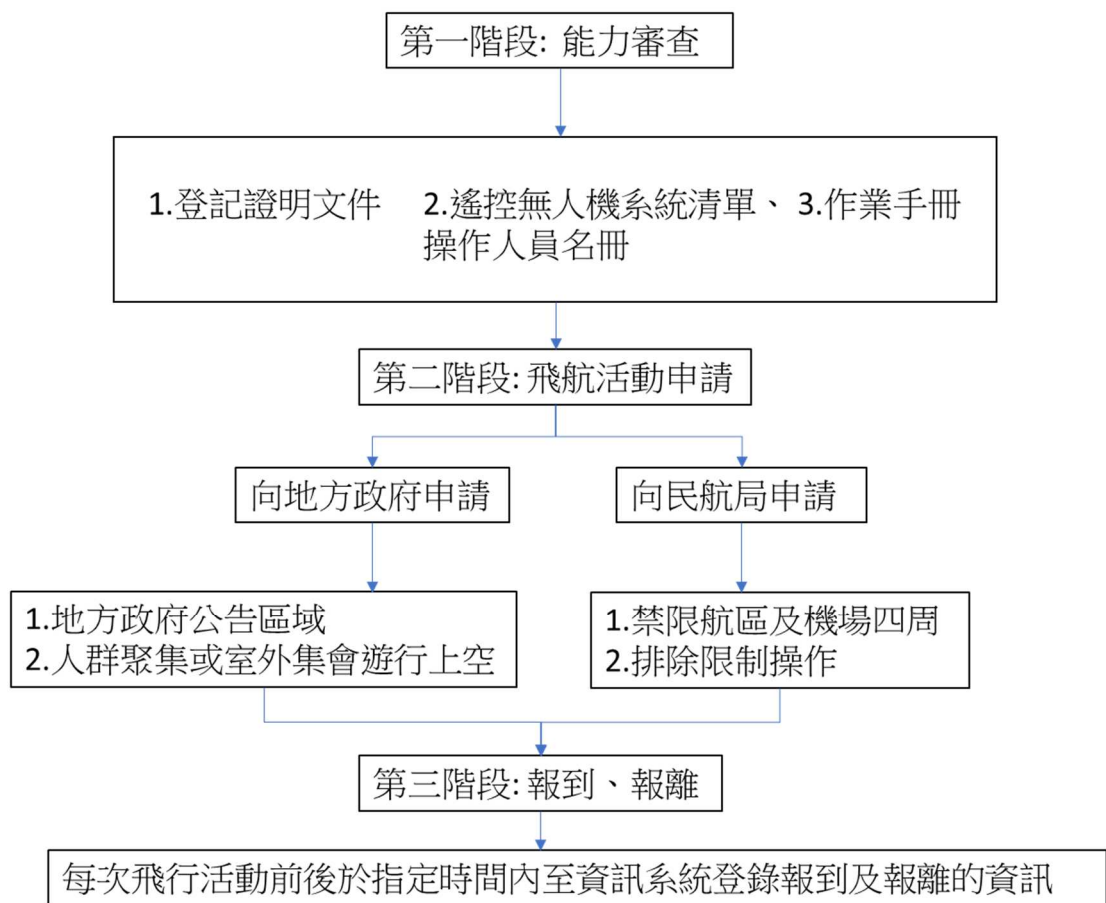 第一階段: 能力審查
1.登記證明文件 2.遙控無人機系統清單、 3.作業手冊
操作人員名冊
第二階段: 飛航活動申請
向地方政府申請
向民航局申請
1.地方政府公告區域
2.人群聚集或室外集會遊行上空
1.禁限航區及機場四周
2.排除限制操作
第三階段: 報到、報離
每次飛行活動前後於指定時間內至資訊系統登錄報到及報離的資訊